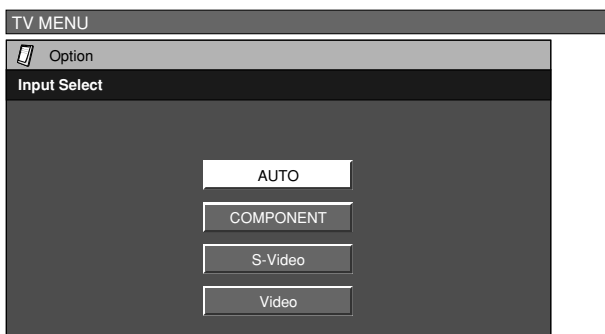 TV MENU
Option
Input Select
AUTO
COMPONENT
S-Video
Video